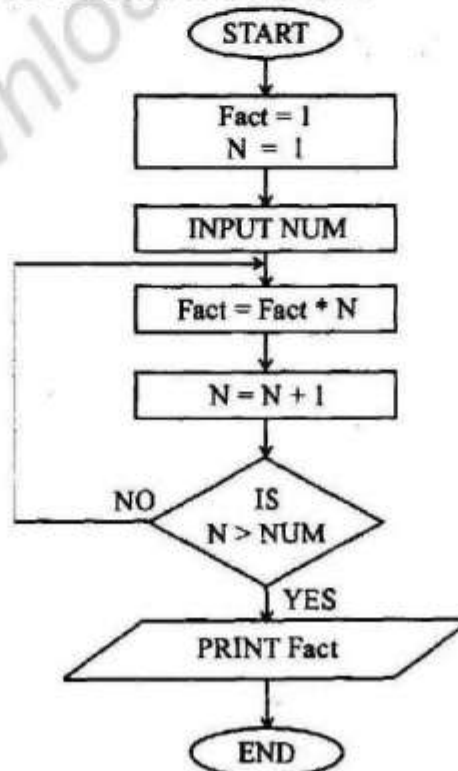 START
Fact = 1
N = 1
INPUT NUM
Fact = Fact * N
N = N + 1
NO
IS
N > NUM
YES
PRINT Fact
END